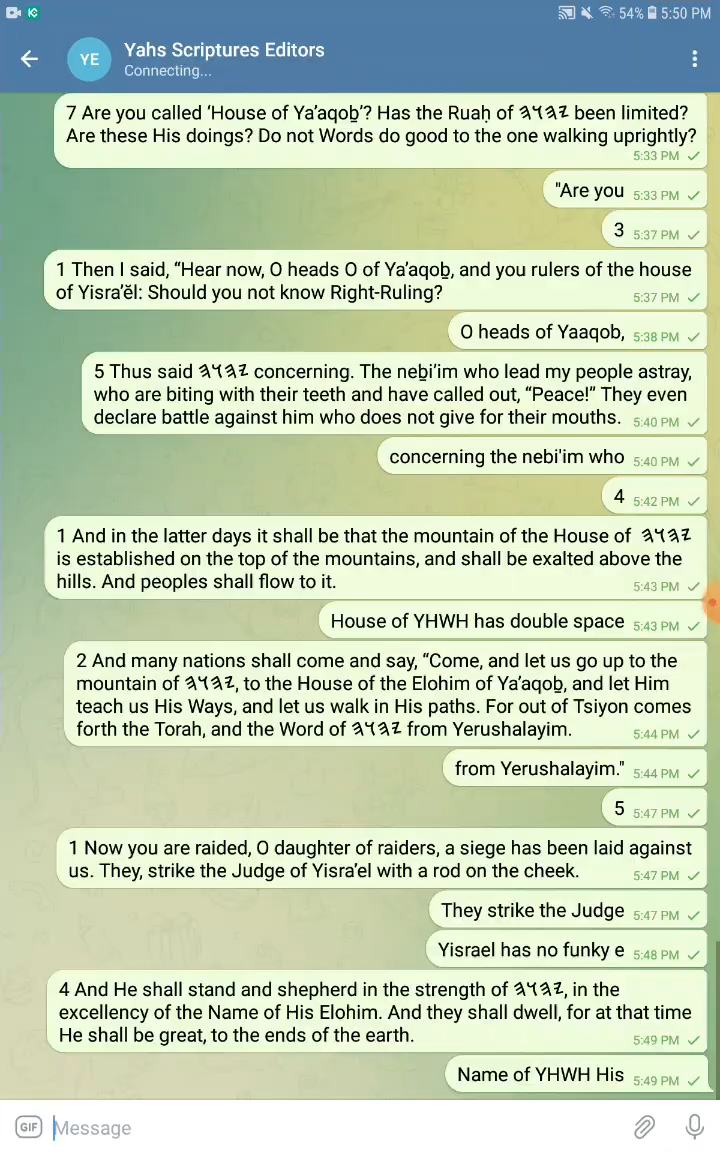 54% 5:50 PM
YE
Yahs Scriptures Editors
Connecting...
7 Are you called ‘House of Ya’aqoḇ’? Has the Ruaḥ of 𐤉𐤄𐤅𐤄 been limited?
Are these His doings? Do not Words do good to the one walking uprightly?
5:33 PM
"Are you 5:33 PM
3 5:37 PM
1 Then I said, “Hear now, O heads O of Ya’aqoḇ, and you rulers of the house
of Yisra’ĕl: Should you not know Right-Ruling?
5:37 PM
O heads of Yaaqob, 5:38 PM
5 Thus said 𐤉𐤄𐤅𐤄 concerning. The neḇi’im who lead my people astray,
who are biting with their teeth and have called out, “Peace!” They even
declare battle against him who does not give for their mouths. 5:40 PM
concerning the nebi'im who 5:40 PM
4 5:42 PM
1 And in the latter days it shall be that the mountain of the House of  𐤉𐤄𐤅𐤄
is established on the top of the mountains, and shall be exalted above the
hills. And peoples shall flow to it. 5:43 PM
House of YHWH has double space 5:43 PM
2 And many nations shall come and say, “Come, and let us go up to the
mountain of 𐤉𐤄𐤅𐤄, to the House of the Elohim of Ya’aqoḇ, and let Him
teach us His Ways, and let us walk in His paths. For out of Tsiyon comes
forth the Torah, and the Word of 𐤉𐤄𐤅𐤄 from Yerushalayim. 5:44 PM
from Yerushalayim." 5:44 PM
5 5:47 PM
1 Now you are raided, O daughter of raiders, a siege has been laid against
us. They, strike the Judge of Yisra’el with a rod on the cheek. 5:47 PM
They strike the Judge 5:47 PM
Yisrael has no funky e 5:48 PM
4 And He shall stand and shepherd in the strength of 𐤉𐤄𐤅𐤄, in the
excellency of the Name of His Elohim. And they shall dwell, for at that time
He shall be great, to the ends of the earth. 5:49 PM
Name of YHWH His 5:49 PM
GIF Message